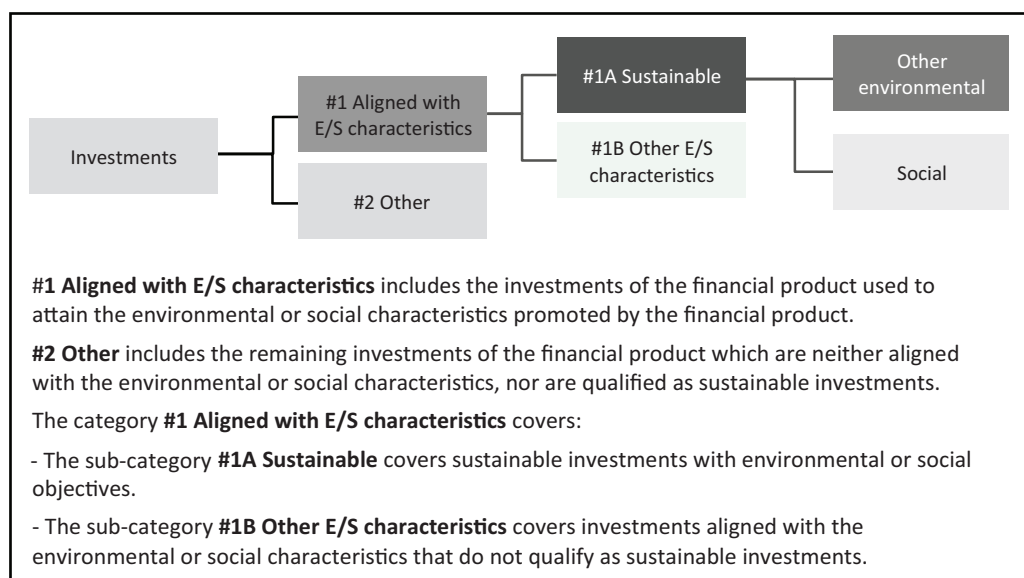 Investments
#1 Aligned with
E/S characteristics
#2 Other
#1A Sustainable
#1B Other E/S
characteristics
Other
environmental
Social
#1 Aligned with E/S characteristics includes the investments of the financial product used to
attain the environmental or social characteristics promoted by the financial product.
#2 Other includes the remaining investments of the financial product which are neither aligned
with the environmental or social characteristics, nor are qualified as sustainable investments.
The category #1 Aligned with E/S characteristics covers:
- The sub-category #1A Sustainable covers sustainable investments with environmental or social
objectives.
- The sub-category #1B Other E/S characteristics covers investments aligned with the
environmental or social characteristics that do not qualify as sustainable investments.